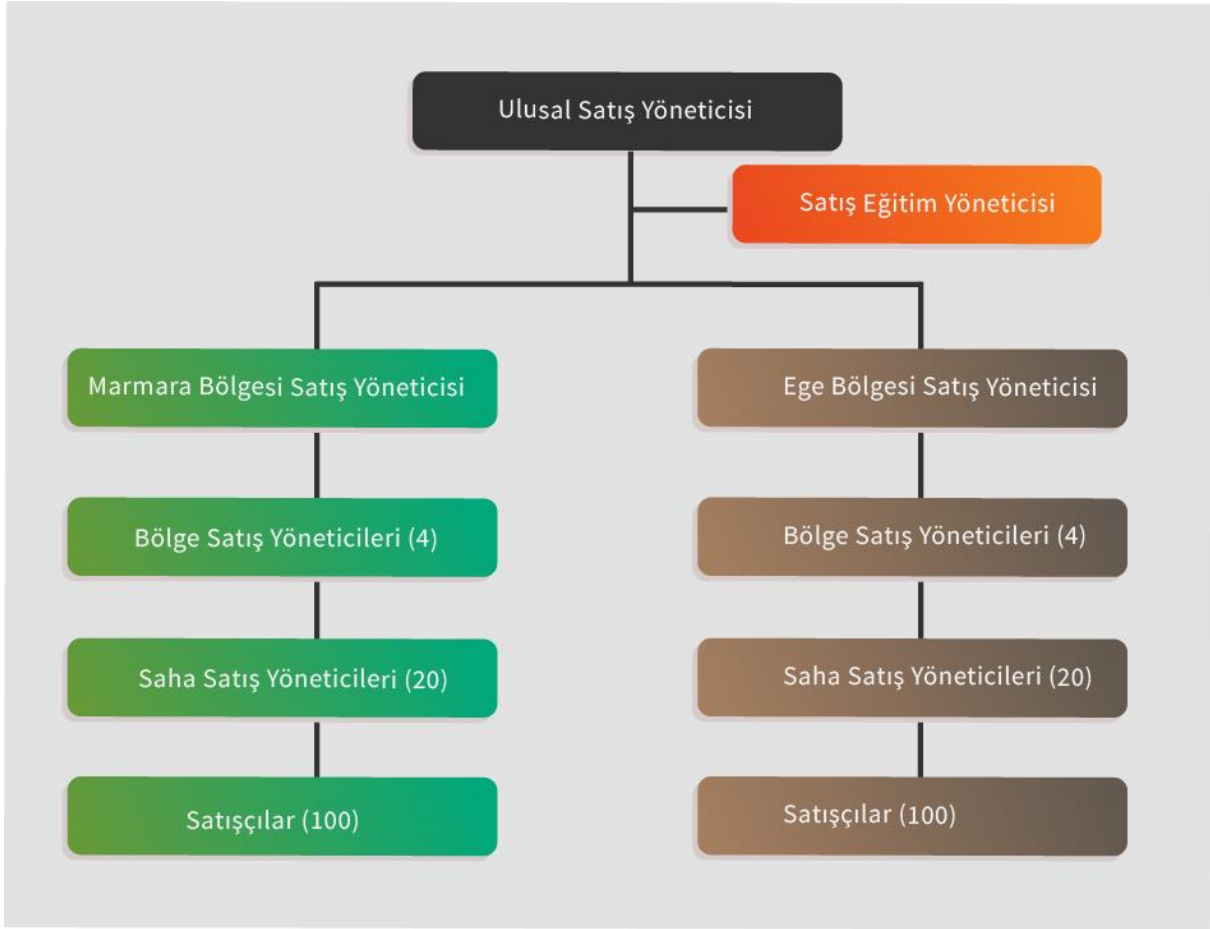 Ulusal Satış Yöneticisi
Satış Eğitim Yöneticisi
Marmara Bölgesi Satış Yöneticisi
Ege Bölgesi Satış Yöneticisi
Bölge Satış Yöneticileri (4)
Bölge Satış Yöneticileri (4)
Saha Satış Yöneticileri (20)
Saha Satış Yöneticileri (20)
Satışçılar (100)
Satışçılar (100)